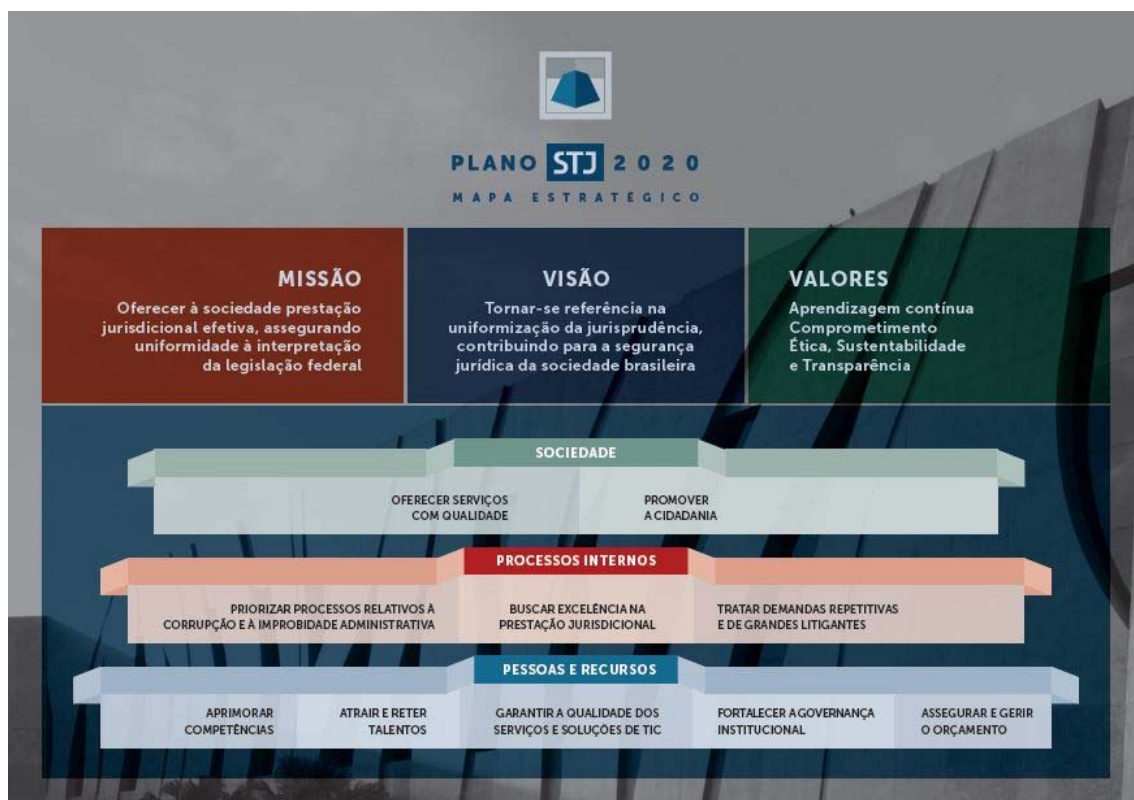 PLANO STJ 2020
MAPA ESTRATÉGICO
MISSÃO
Oferecer à sociedade prestação
jurisdicional efetiva, assegurando
uniformidade à interpretação
da legislação federal
VISÃO
Tornar-se referência na
uniformização da jurisprudência,
contribuindo para a segurança
jurídica da sociedade brasileira
VALORES
Aprendizagem contínua
Comprometimento
Ética, Sustentabilidade
e Transparência
SOCIEDADE
OFERECER SERVIÇOS
COM QUALIDADE
PROMOVER
A CIDADANIA
PROCESSOS INTERNOS
PRIORIZAR PROCESSOS RELATIVOS À
CORRUPÇÃO E À IMPROBIDADE ADMINISTRATIVA
BUSCAR EXCELÊNCIA NA
PRESTAÇÃO JURISDICIONAL
TRATAR DEMANDAS REPETITIVAS
E DE GRANDES LITIGANTES
PESSOAS E RECURSOS
APRIMORAR
COMPETÊNCIAS
ATRAIR E RETER
TALENTOS
GARANTIR A QUALIDADE DOS
SERVIÇOS E SOLUÇÕES DE TIC
FORTALECER A GOVERNANÇA
INSTITUCIONAL
ASSEGURAR E GERIR
O ORÇAMENTO